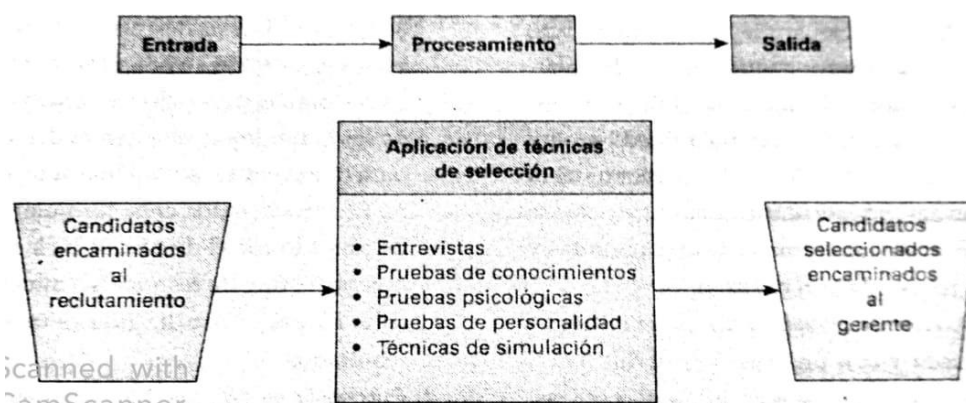 Entrada
Procesamiento
Salida
Aplicación de técnicas
de selección
Candidatos
encaminados
al
reclutamiento
• Entrevistas
• Pruebas de conocimientos
• Pruebas psicológicas
• Pruebas de personalidad
• Técnicas de simulación
Candidatos
seleccionados
encaminados
al
gerente
Scanned with
CamScanner